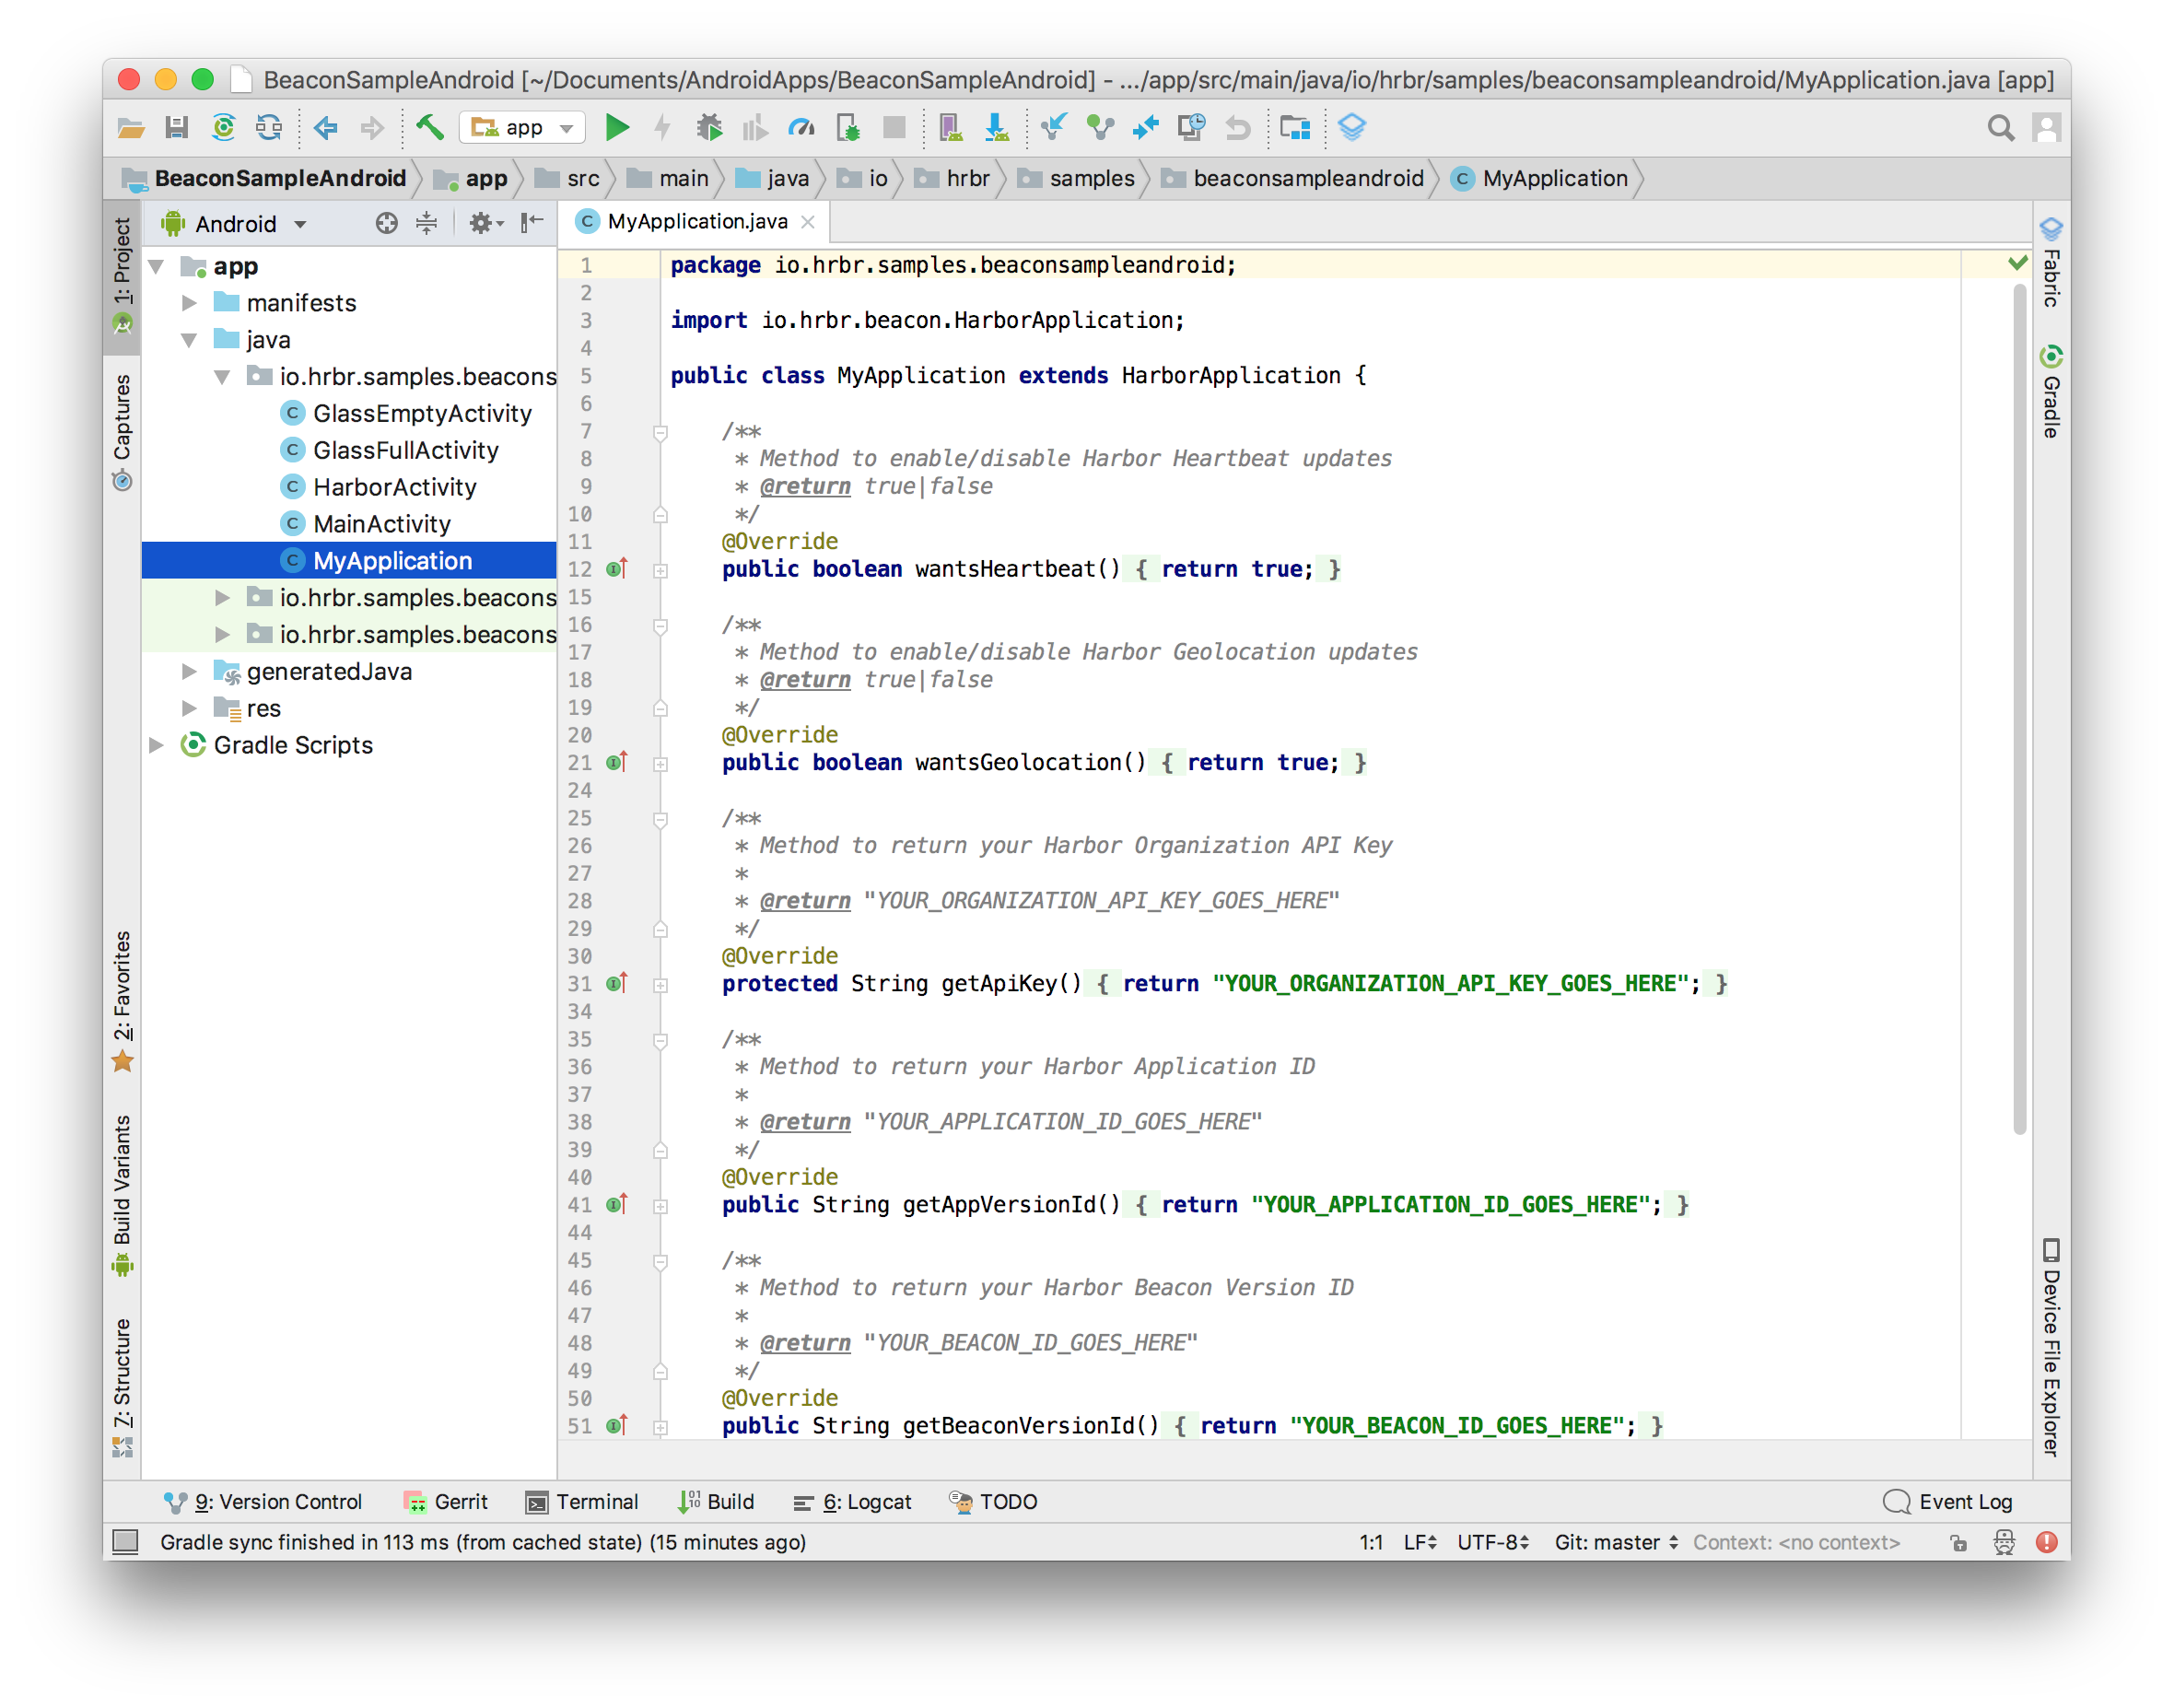 BeaconSampleAndroid [~/Documents/AndroidApps/BeaconSampleAndroid] - .../app/src/main/java/io/hrbr/samples/beaconsampleandroid/MyApplication.java [app]
app
BeaconSampleAndroid app src main java io hrbr samples beaconsampleandroid MyApplication
1: Project
Captures
2: Favorites
Build Variants
7: Structure
Android
app
manifests
java
io.hrbr.samples.beacons
GlassEmptyActivity
GlassFullActivity
HarborActivity
MainActivity
MyApplication
io.hrbr.samples.beacons
io.hrbr.samples.beacons
generatedJava
res
Gradle Scripts
MyApplication.java
1 package io.hrbr.samples.beaconsampleandroid;
2
3 import io.hrbr.beacon.HarborApplication;
4
5 public class MyApplication extends HarborApplication {
6
7 /**
8 * Method to enable/disable Harbor Heartbeat updates
9 * @return true|false
10 */
11 @Override
12 public boolean wantsHeartbeat() { return true; }
15
16 /**
17 * Method to enable/disable Harbor Geolocation updates
18 * @return true|false
19 */
20 @Override
21 public boolean wantsGeolocation() { return true; }
24
25 /**
26 * Method to return your Harbor Organization API Key
27 *
28 * @return "YOUR_ORGANIZATION_API_KEY_GOES_HERE"
29 */
30 @Override
31 protected String getApiKey() { return "YOUR_ORGANIZATION_API_KEY_GOES_HERE"; }
34
35 /**
36 * Method to return your Harbor Application ID
37 *
38 * @return "YOUR_APPLICATION_ID_GOES_HERE"
39 */
40 @Override
41 public String getAppVersionId() { return "YOUR_APPLICATION_ID_GOES_HERE"; }
44
45 /**
46 * Method to return your Harbor Beacon Version ID
47 *
48 * @return "YOUR_BEACON_ID_GOES_HERE"
49 */
50 @Override
51 public String getBeaconVersionId() { return "YOUR_BEACON_ID_GOES_HERE"; }
Fabric
Gradle
Device File Explorer
9: Version Control Gerrit Terminal Build 6: Logcat TODO Event Log
Gradle sync finished in 113 ms (from cached state) (15 minutes ago) 1:1 LF UTF-8 Git: master Context: <no context>